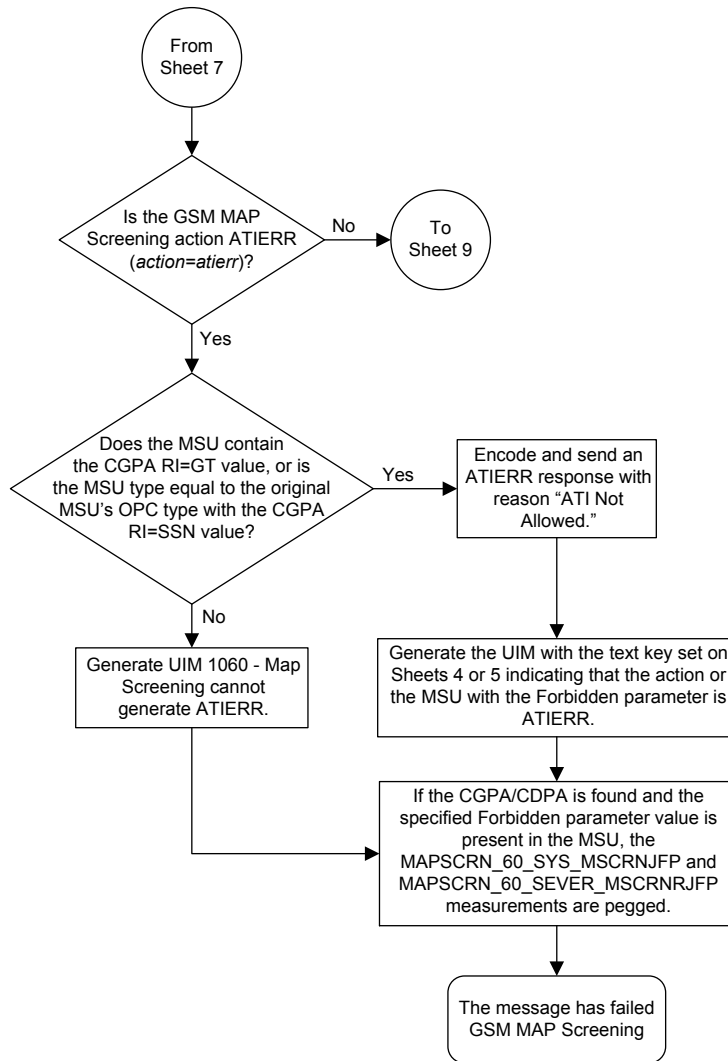 From
Sheet 7
Is the GSM MAP
Screening action ATIERR
(action=atierr)?
No
To
Sheet 9
Yes
Does the MSU contain
the CGPA RI=GT value, or is
the MSU type equal to the original
MSU's OPC type with the CGPA
RI=SSN value?
Yes
Encode and send an
ATIERR response with
reason “ATI Not
Allowed.”
No
Generate UIM 1060 - Map
Screening cannot
generate ATIERR.
Generate the UIM with the text key set on
Sheets 4 or 5 indicating that the action or
the MSU with the Forbidden parameter is
ATIERR.
If the CGPA/CDPA is found and the
specified Forbidden parameter value is
present in the MSU, the
MAPSCRN_60_SYS_MSCRNJFP and
MAPSCRN_60_SEVER_MSCRNRJFP
measurements are pegged.
The message has failed
GSM MAP Screening